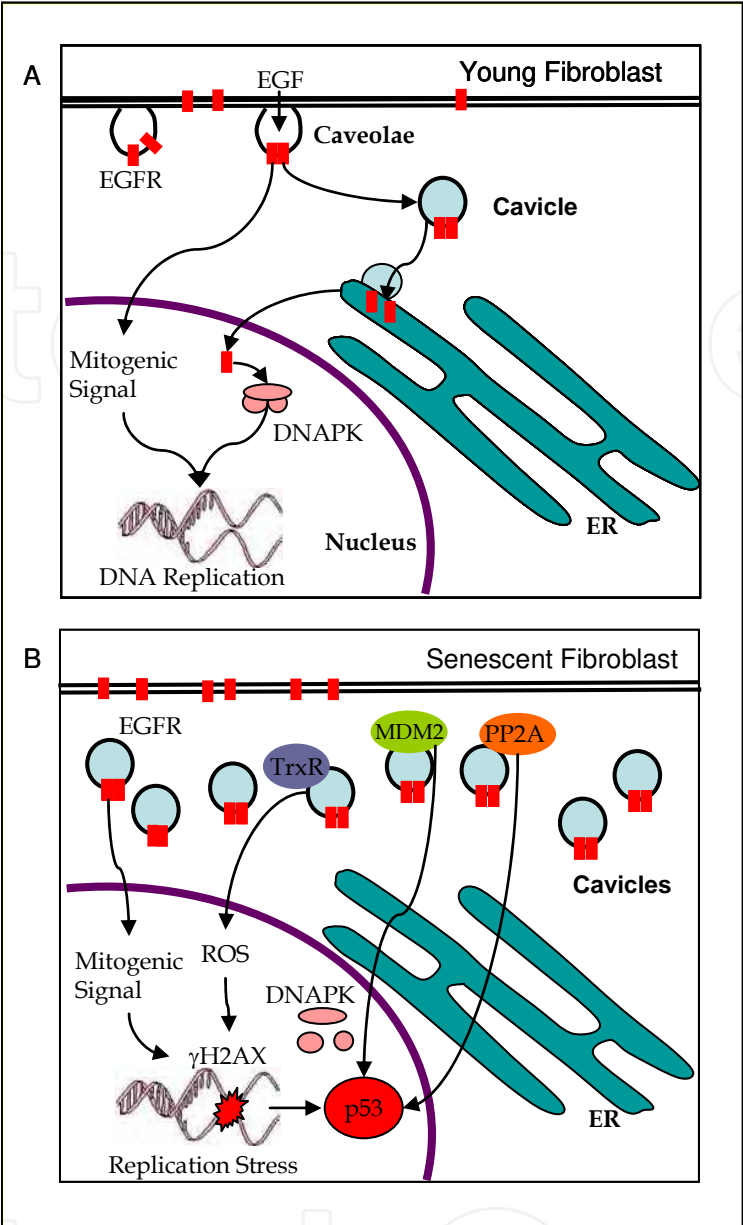 A
Young Fibroblast
EGF
Caveolae
EGFR
Cavicle
Mitogenic
Signal
DNAPK
Nucleus
ER
DNA Replication
B
Senescent Fibroblast
EGFR
MDM2
PP2A
TrxR
Cavicles
Mitogenic
Signal
ROS
DNAPK
γH2AX
p53
ER
Replication Stress